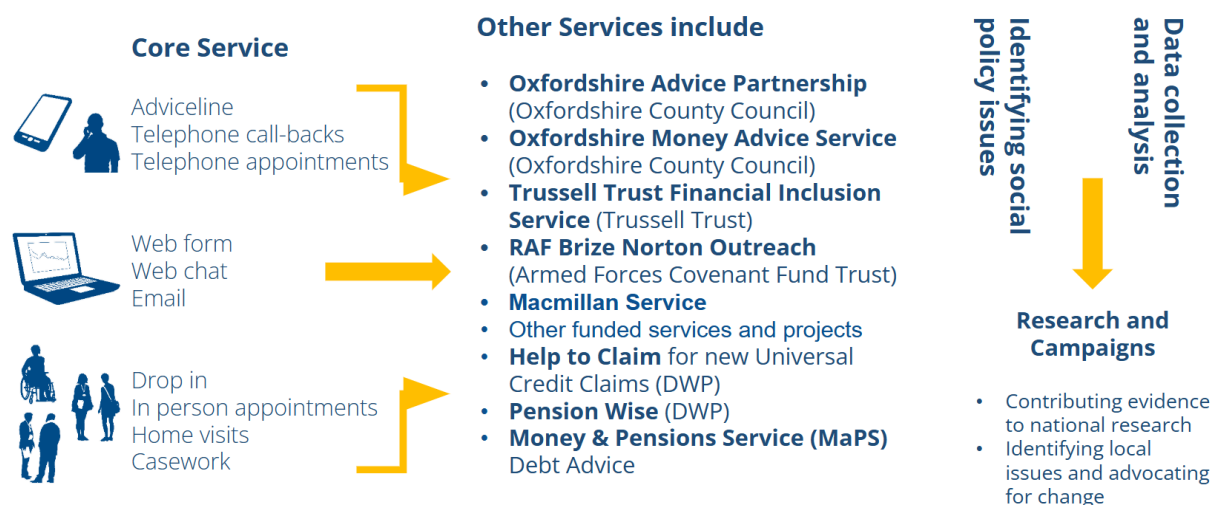 Core Service
Adviceline
Telephone call-backs
Telephone appointments
Web form
Web chat
Email
Drop in
In person appointments
Home visits
Casework
Other Services include
• Oxfordshire Advice Partnership
(Oxfordshire County Council)
• Oxfordshire Money Advice Service
(Oxfordshire County Council)
• Trussell Trust Financial Inclusion
Service (Trussell Trust)
• RAF Brize Norton Outreach
(Armed Forces Covenant Fund Trust)
• Macmillan Service
• Other funded services and projects
• Help to Claim for new Universal
Credit Claims (DWP)
• Pension Wise (DWP)
• Money & Pensions Service (MaPS)
Debt Advice
Identifying social
policy issues
Data collection
and analysis
Research and
Campaigns
• Contributing evidence
to national research
• Identifying local
issues and advocating
for change